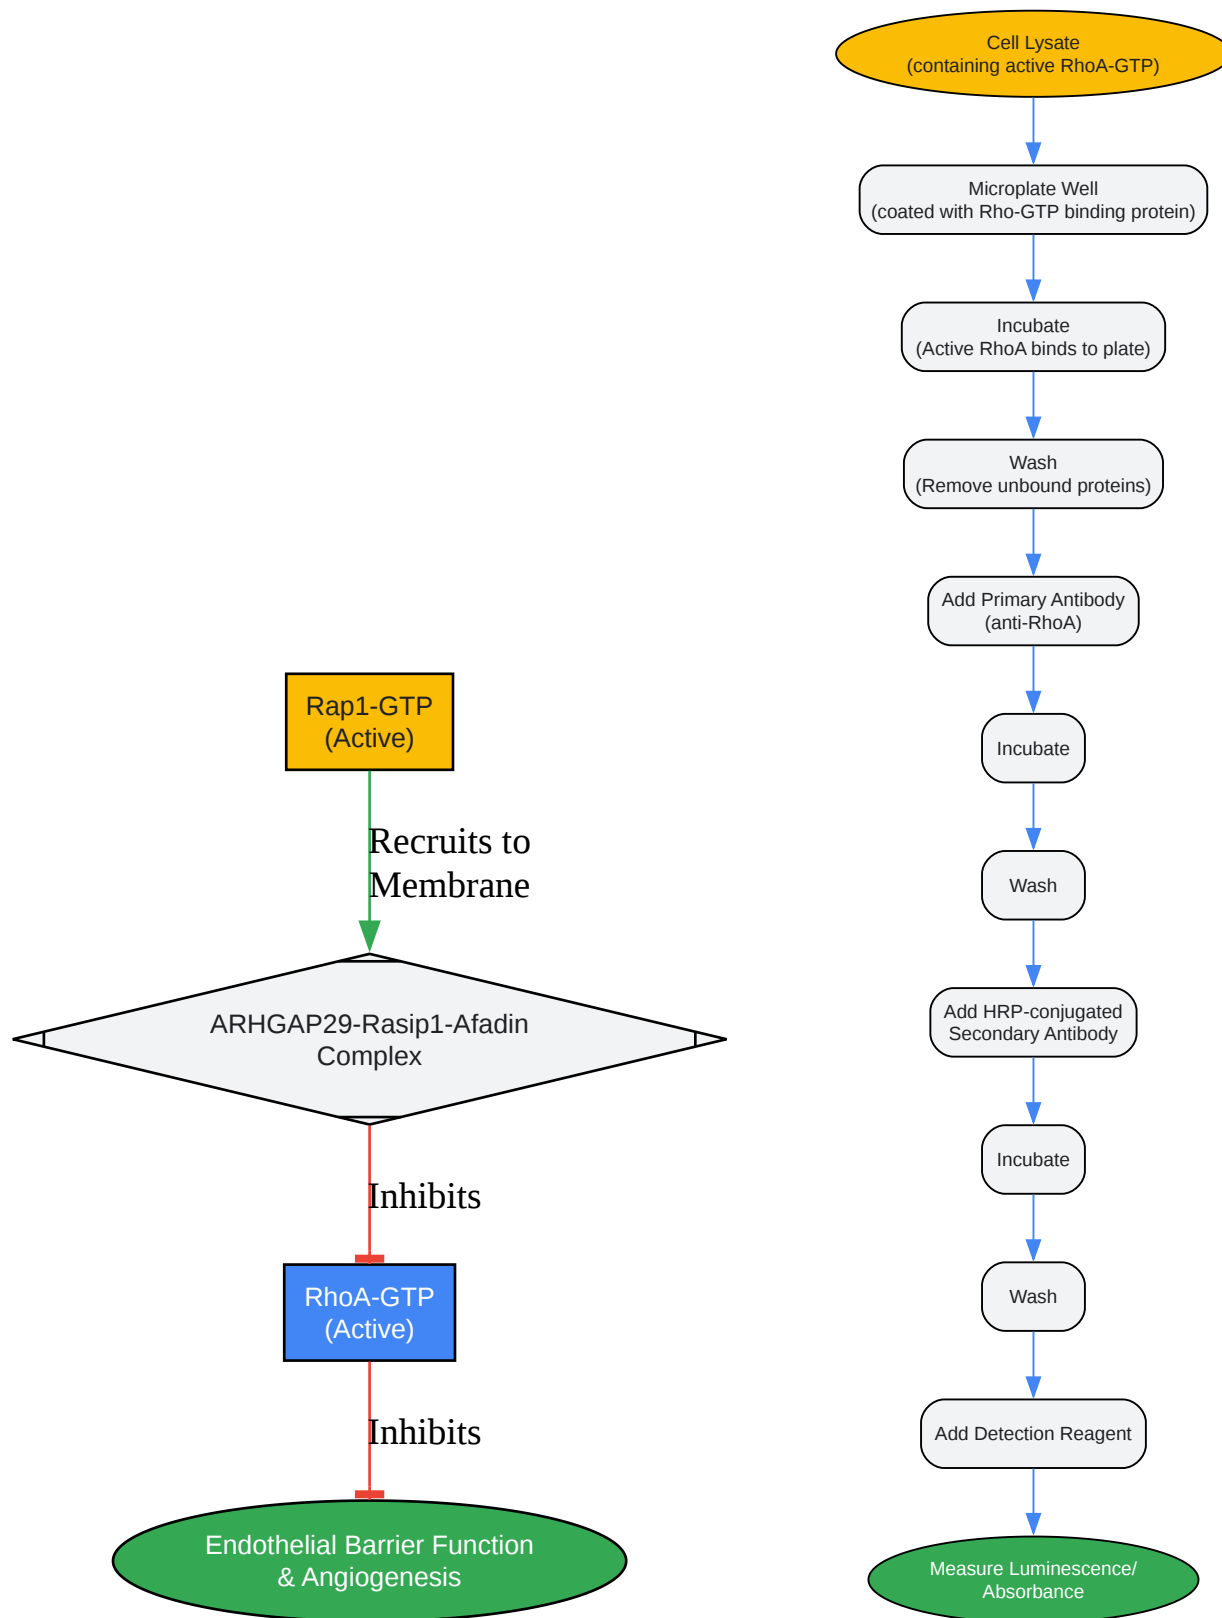 Rap1-GTP
(Active)
Recruits to
Membrane
ARHGAP29-Rasip1-Afadin
Complex
Inhibits
RhoA-GTP
(Active)
Inhibits
Endothelial Barrier Function
& Angiogenesis
Cell Lysate
(containing active RhoA-GTP)
Microplate Well
(coated with Rho-GTP binding protein)
Incubate
(Active RhoA binds to plate)
Wash
(Remove unbound proteins)
Add Primary Antibody
(anti-RhoA)
Incubate
Wash
Add HRP-conjugated
Secondary Antibody
Incubate
Wash
Add Detection Reagent
Measure Luminescence/
Absorbance